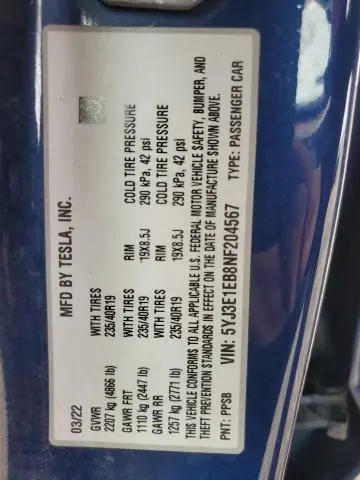 MFD BY TESLA, INC.
03/22
GVWR WITH TIRES RIM COLD TIRE PRESSURE
2207 kg (4866 lb) 235/40R19 19X8.5J 290 kPa, 42 psi
GAWR FRT WITH TIRES RIM COLD TIRE PRESSURE
1110 kg (2447 lb) 235/40R19 19X8.5J 290 kPa, 42 psi
GAWR RR
1257 kg (2771 lb)
THIS VEHICLE CONFORMS TO ALL APPLICABLE U.S. FEDERAL MOTOR VEHICLE SAFETY, BUMPER, AND
THEFT PREVENTION STANDARDS IN EFFECT ON THE DATE OF MANUFACTURE SHOWN ABOVE.
VIN: 5YJ3E1EB8NF204567 TYPE: PASSENGER CAR
PNT: PPSB